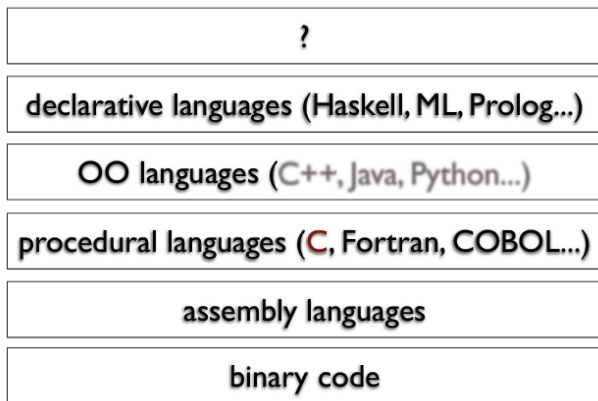 ?
declarative languages (Haskell, ML, Prolog...)
OO languages (C++, Java, Python...)
procedural languages (C, Fortran, COBOL...)
assembly languages
binary code